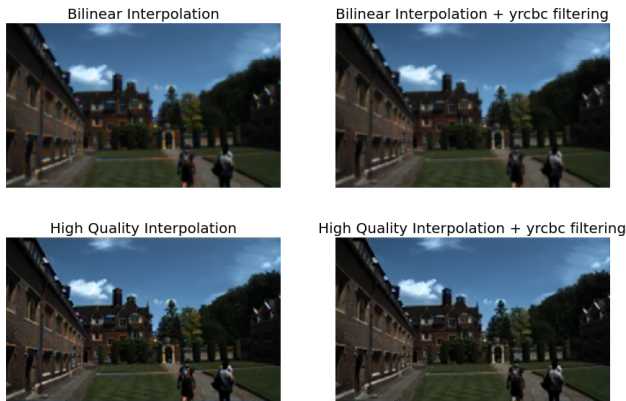 Bilinear Interpolation
Bilinear Interpolation + yrcbc filtering
High Quality Interpolation
High Quality Interpolation + yrcbc filtering